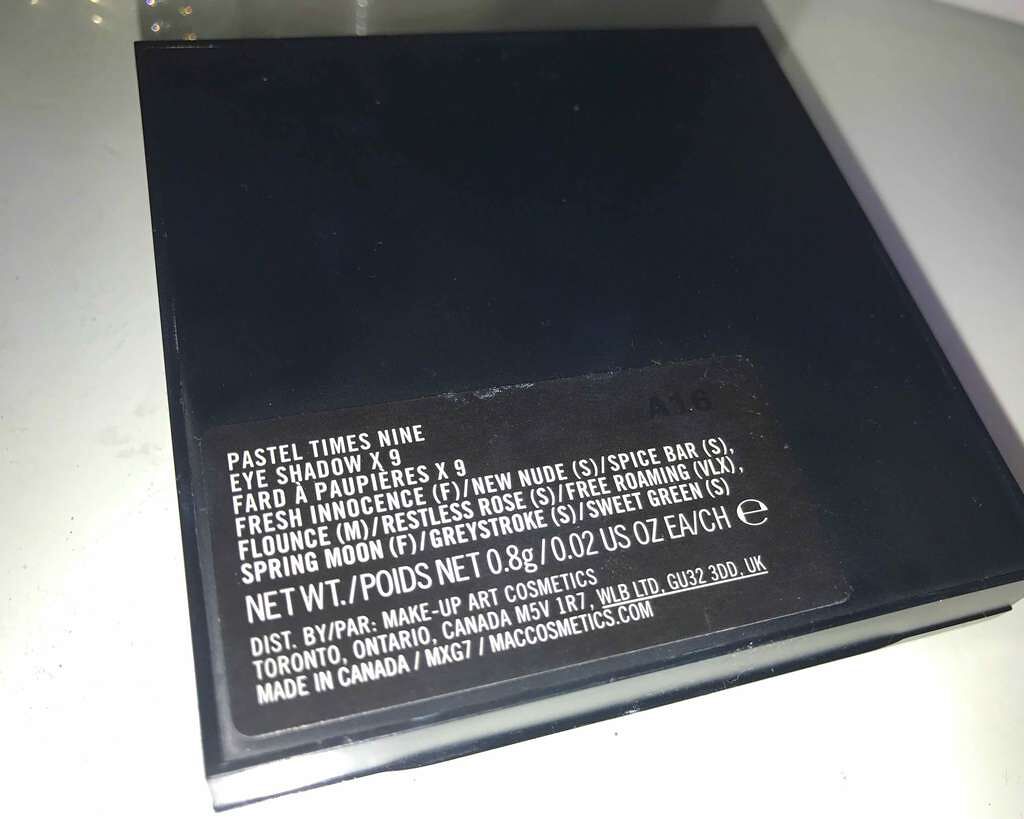 A16
PASTEL TIMES NINE
EYE SHADOW X 9
FARD À PAUPIÈRES X 9
FRESH INNOCENCE (F)/NEW NUDE (S)/SPICE BAR (S),
FLOUNCE (M)/RESTLESS ROSE (S)/FREE ROAMING (VLX),
SPRING MOON (F)/GREYSTROKE (S)/SWEET GREEN (S)
NET WT./POIDS NET 0.8g/0.02 US OZ EA/CH ℮
DIST. BY/PAR: MAKE-UP ART COSMETICS
TORONTO, ONTARIO, CANADA M5V 1R7, WLB LTD, GU32 3DD, UK
MADE IN CANADA / MXG7 / MACCOSMETICS.COM